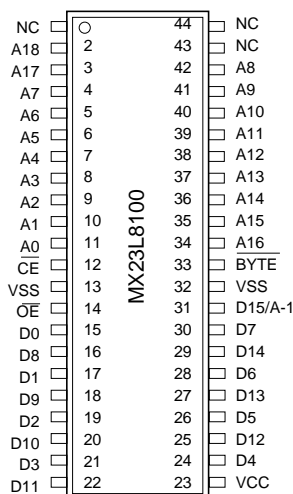 NC 44 NC
A18 2 43 NC
A17 3 42 A8
A7 4 41 A9
A6 5 40 A10
A5 6 39 A11
A4 7 38 A12
A3 8 37 A13
A2 9 36 A14
A1 10 35 A15
A0 11 34 A16
CE 12 33 BYTE
VSS 13 32 VSS
OE 14 31 D15/A-1
D0 15 30 D7
D8 16 29 D14
D1 17 28 D6
D9 18 27 D13
D2 19 26 D5
D10 20 25 D12
D3 21 24 D4
D11 22 23 VCC
MX23L8100